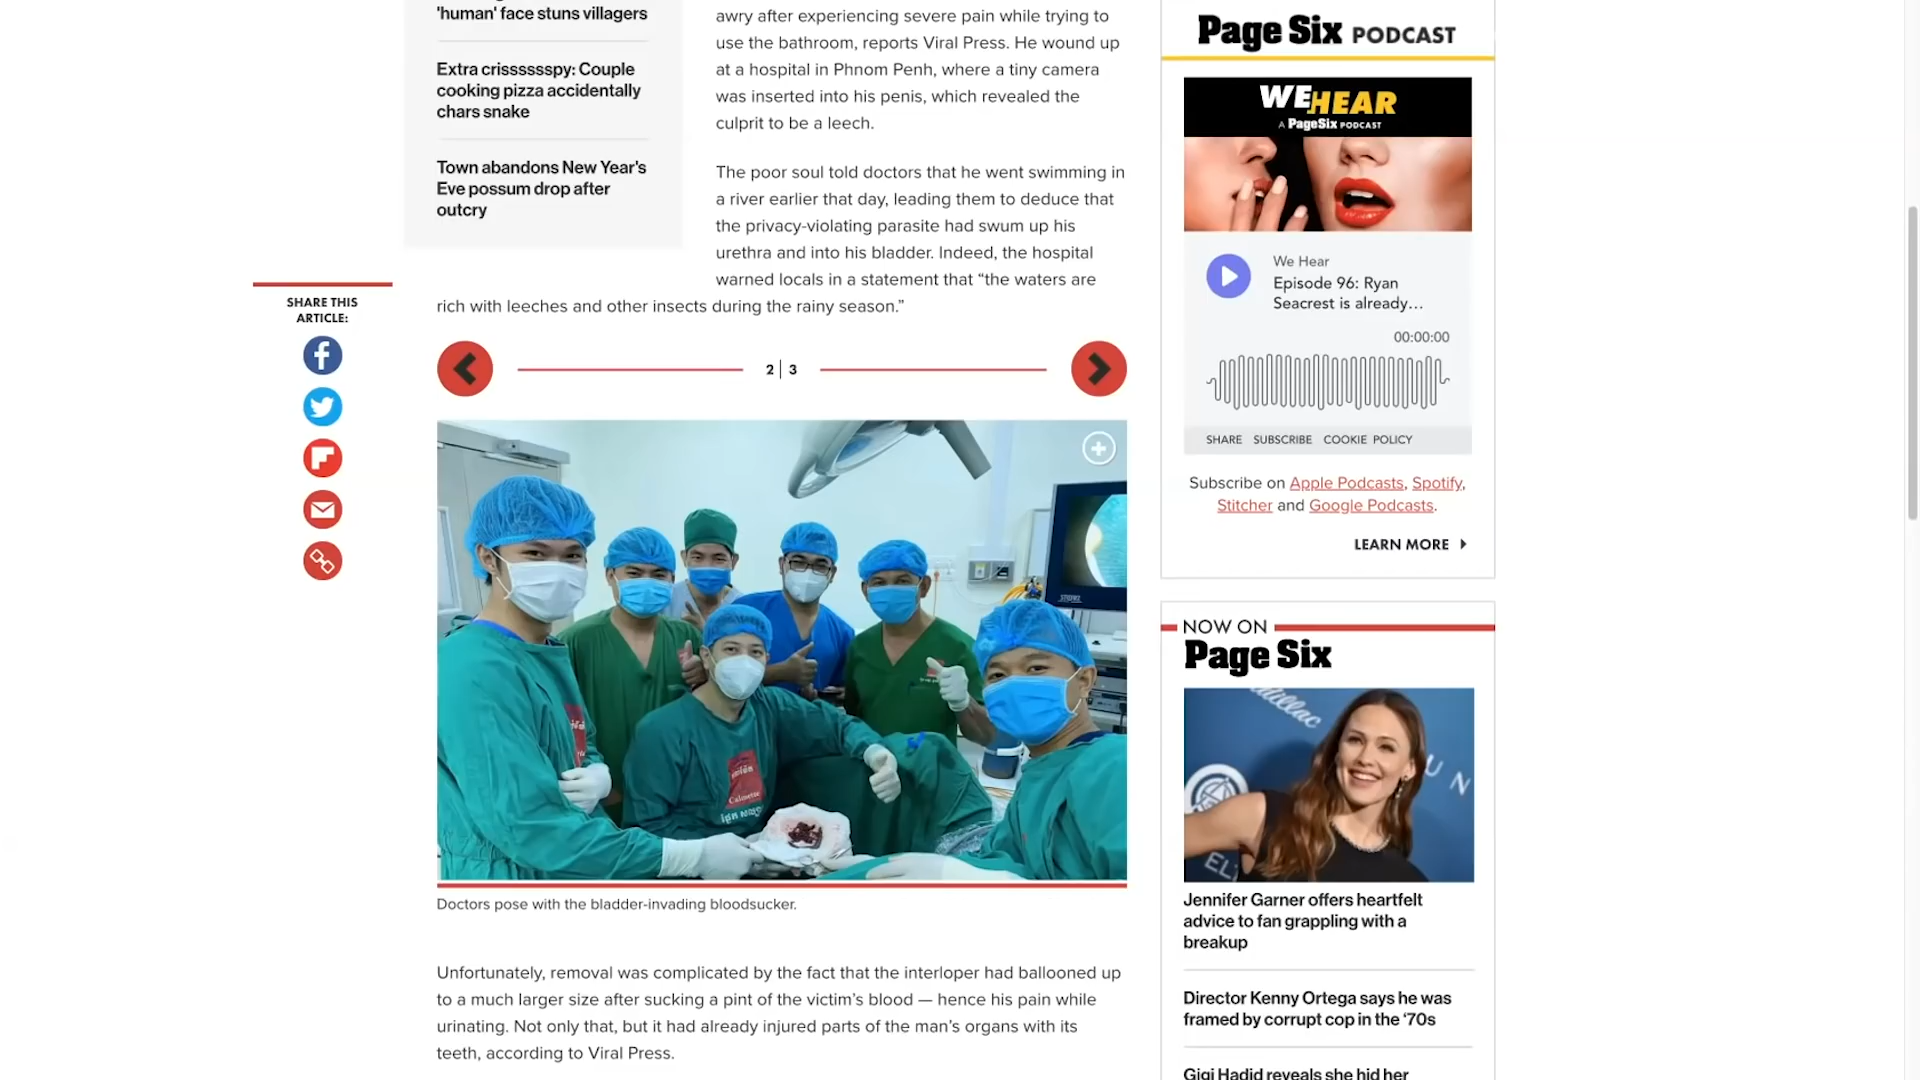 'human' face stuns villagers
Extra crisssssspy: Couple
cooking pizza accidentally
chars snake
Town abandons New Year's
Eve possum drop after
outcry
SHARE THIS
ARTICLE:
awry after experiencing severe pain while trying to
use the bathroom, reports Viral Press. He wound up
at a hospital in Phnom Penh, where a tiny camera
was inserted into his penis, which revealed the
culprit to be a leech.
The poor soul told doctors that he went swimming in
a river earlier that day, leading them to deduce that
the privacy-violating parasite had swum up his
urethra and into his bladder. Indeed, the hospital
warned locals in a statement that “the waters are
rich with leeches and other insects during the rainy season.”
2 | 3
STORZ
Calmette
Doctors pose with the bladder-invading bloodsucker.
Unfortunately, removal was complicated by the fact that the interloper had ballooned up
to a much larger size after sucking a pint of the victim’s blood — hence his pain while
urinating. Not only that, but it had already injured parts of the man’s organs with its
teeth, according to Viral Press.
Page Six PODCAST
WE HEAR
A PageSix PODCAST
We Hear
Episode 96: Ryan
Seacrest is already...
00:00:00
SHARE SUBSCRIBE COOKIE POLICY
Subscribe on Apple Podcasts, Spotify,
Stitcher and Google Podcasts.
LEARN MORE
NOW ON
Page Six
Cadillac
UN
EL
Jennifer Garner offers heartfelt
advice to fan grappling with a
breakup
Director Kenny Ortega says he was
framed by corrupt cop in the ‘70s
Gigi Hadid reveals she hid her